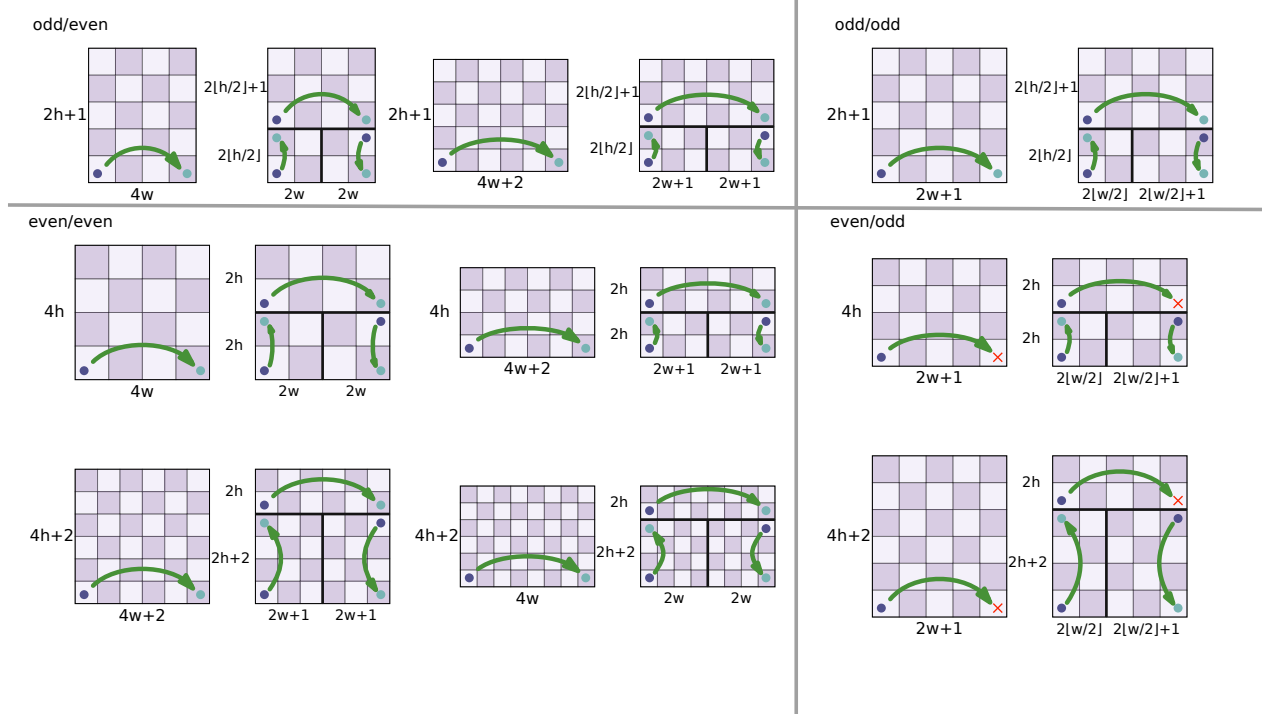 odd/even
2h+1
4w
2⌊h/2⌋+1
2⌊h/2⌋
2w
2w
2h+1
4w+2
2⌊h/2⌋+1
2⌊h/2⌋
2w+1
2w+1
odd/odd
2h+1
2w+1
2⌊h/2⌋+1
2⌊h/2⌋
2⌊w/2⌋
2⌊w/2⌋+1
even/even
4h
4w
2h
2h
2w
2w
4h
4w+2
2h
2h
2w+1
2w+1
4h+2
4w+2
2h
2h+2
2w+1
2w+1
4h+2
4w
2h
2h+2
2w
2w
even/odd
4h
2w+1
2h
2h
2⌊w/2⌋
2⌊w/2⌋+1
4h+2
2w+1
2h
2h+2
2⌊w/2⌋
2⌊w/2⌋+1